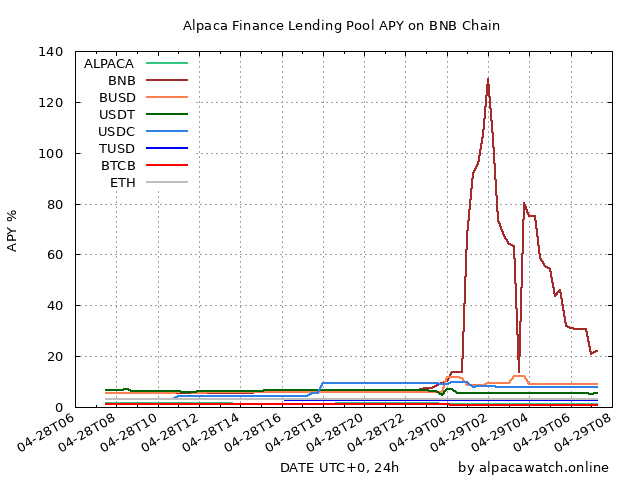 Alpaca Finance Lending Pool APY on BNB Chain
APY %
140
120
100
80
60
40
20
0
ALPACA
BNB
BUSD
USDT
USDC
TUSD
BTCB
ETH
04-28T06
04-28T08
04-28T10
04-28T12
04-28T14
04-28T16
04-28T18
04-28T20
04-28T22
04-29T00
04-29T02
04-29T04
04-29T06
04-29T08
DATE UTC+0, 24h
by alpacawatch.online